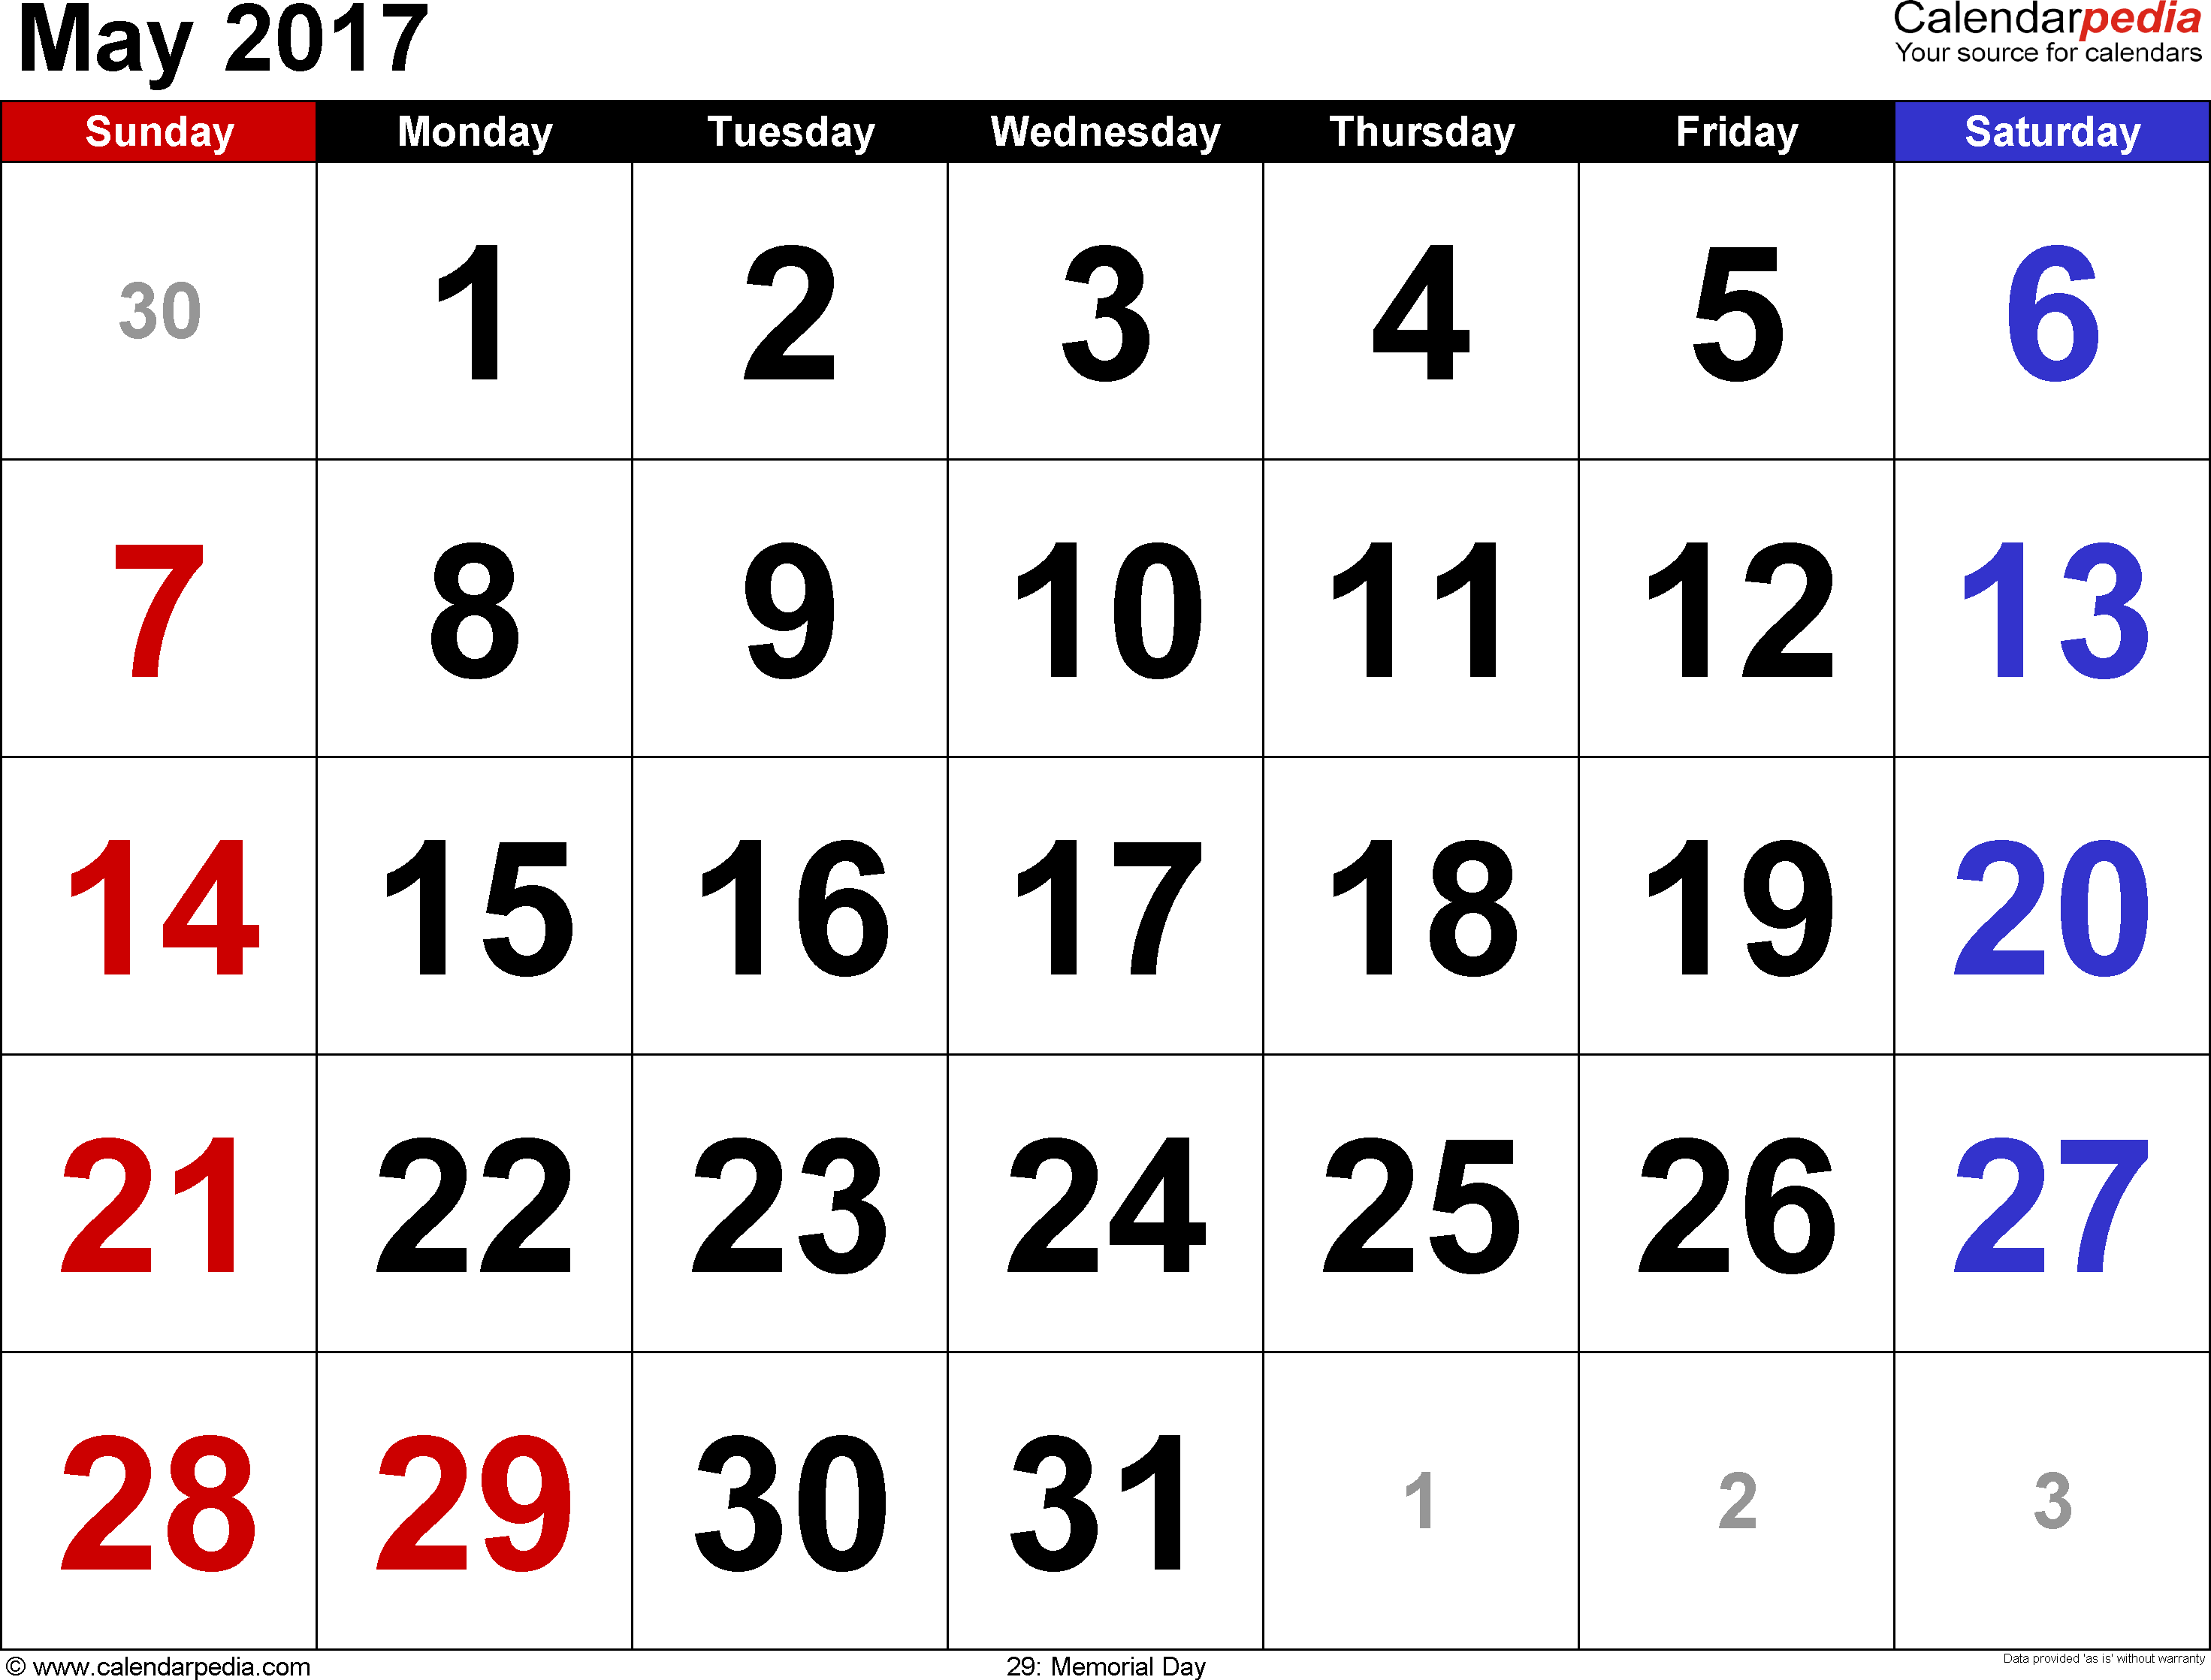 May 2017
Calendarpedia
Your source for calendars
Sunday Monday Tuesday Wednesday Thursday Friday Saturday
30 1 2 3 4 5 6
7 8 9 10 11 12 13
14 15 16 17 18 19 20
21 22 23 24 25 26 27
28 29 30 31 1 2 3
© www.calendarpedia.com
29: Memorial Day
Data provided 'as is' without warranty